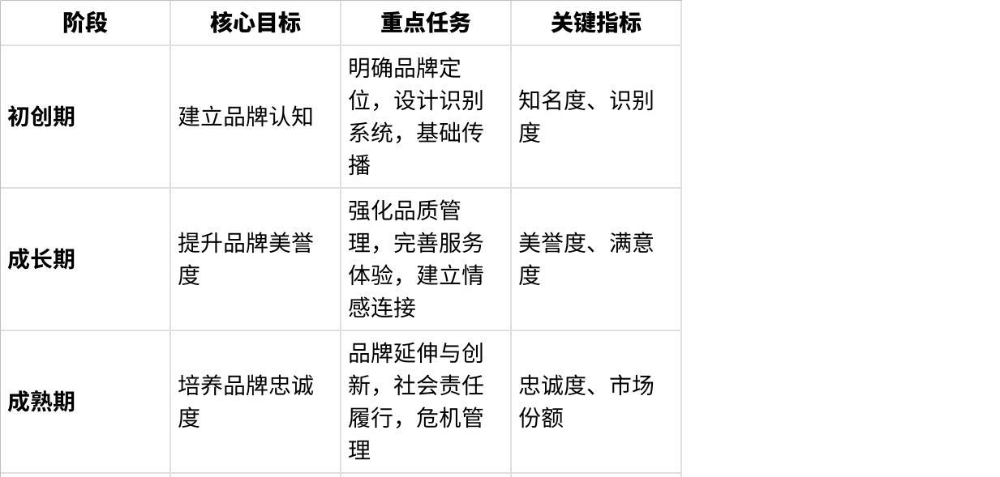 阶段 核心目标 重点任务 关键指标
初创期
建立品牌认知
明确品牌定
位，设计识别
系统，基础传
播
知名度、识别
度
成长期
提升品牌美誉
度
强化品质管
理，完善服务
体验，建立情
感连接
美誉度、满意
度
成熟期
培养品牌忠诚
度
品牌延伸与创
新，社会责任
履行，危机管
理
忠诚度、市场
份额